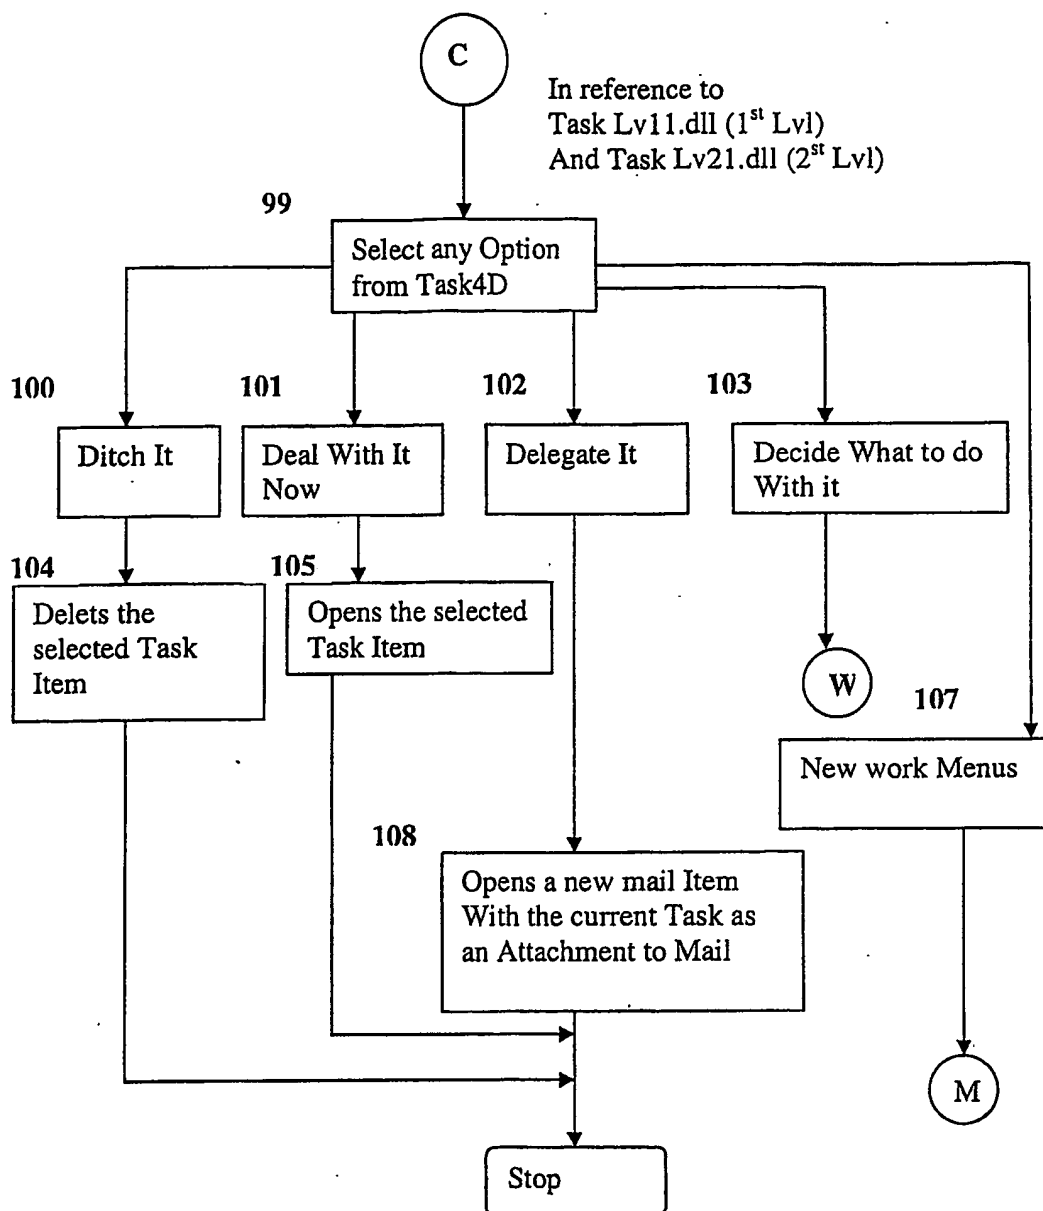 C
In reference to
Task Lv11.dll (1st Lvl)
And Task Lv21.dll (2st Lvl)
99
Select any Option
from Task4D
100
101
102
103
Ditch It
Deal With It
Now
Delegate It
Decide What to do
With it
104
105
Delets the
selected Task
Item
Opens the selected
Task Item
W
107
New work Menus
108
Opens a new mail Item
With the current Task as
an Attachment to Mail
M
Stop